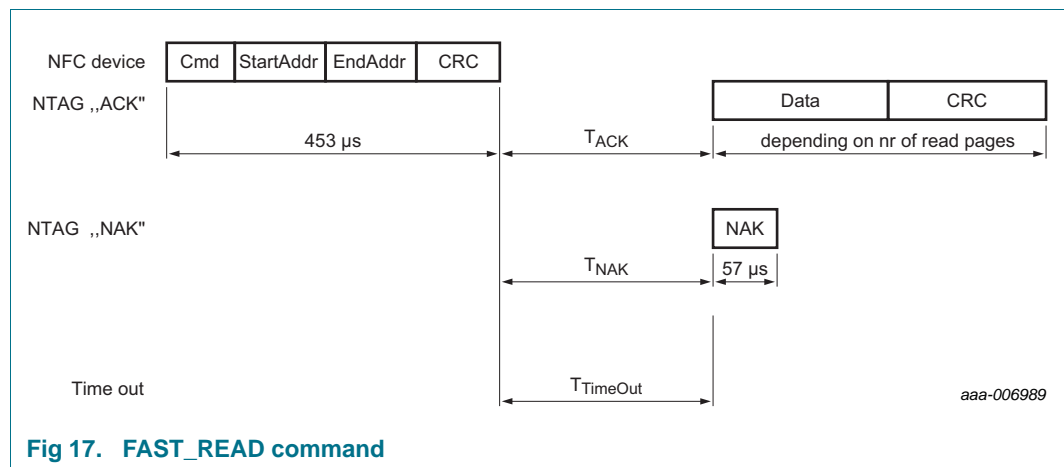 NFC device Cmd StartAddr EndAddr CRC
NTAG ,,ACK" Data CRC
453 µs TACK depending on nr of read pages
NTAG ,,NAK" NAK
TNAK 57 µs
Time out TTimeOut
aaa-006989
Fig 17. FAST_READ command